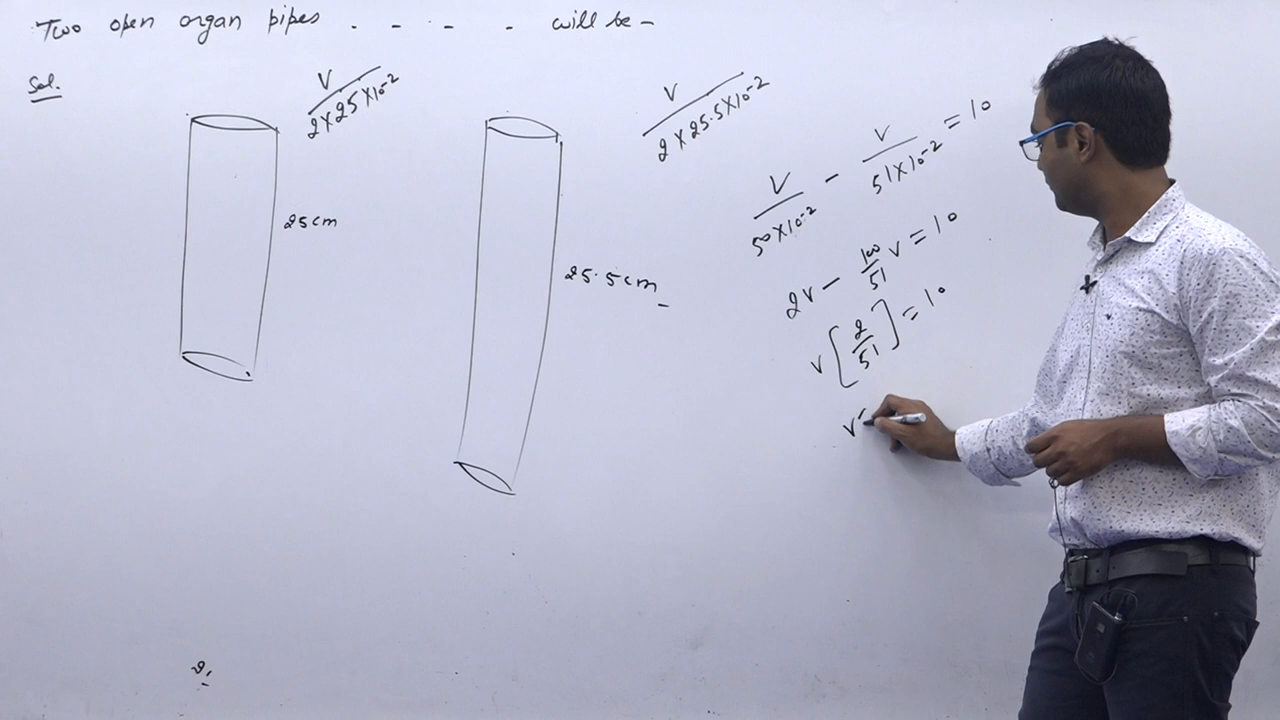 Two open organ pipes . - - . will be -
Sol.
V / 2 × 25 × 10⁻²
25 cm
V / 2 × 25.5 × 10⁻²
25.5 cm
V / 50 × 10⁻² - V / 51 × 10⁻² = 10
2V - 100/51 V = 10
V [2/51] = 10
V =